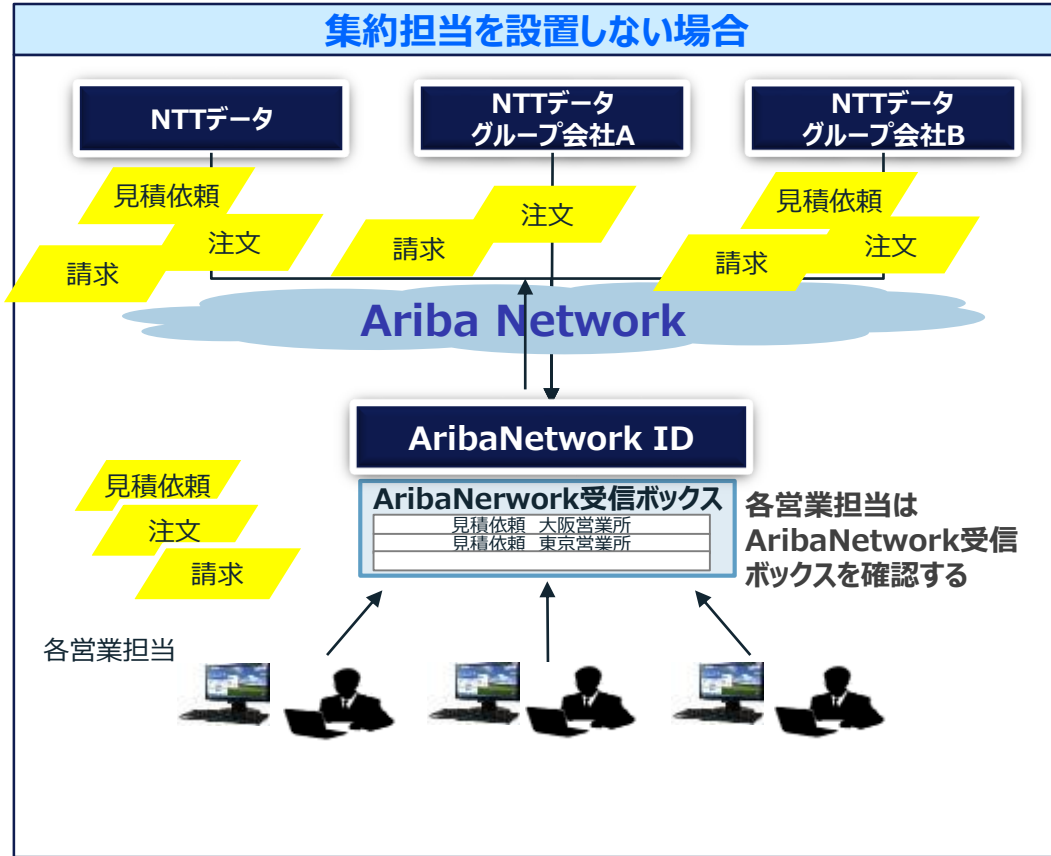 集約担当を設置しない場合
NTTデータ
NTTデータ
グループ会社A
NTTデータ
グループ会社B
見積依頼
注文
請求
注文
請求
見積依頼
注文
請求
Ariba Network
AribaNetwork ID
AribaNerwork受信ボックス
見積依頼 大阪営業所
見積依頼 東京営業所
見積依頼
注文
請求
各営業担当は
AribaNetwork受信
ボックスを確認する
各営業担当